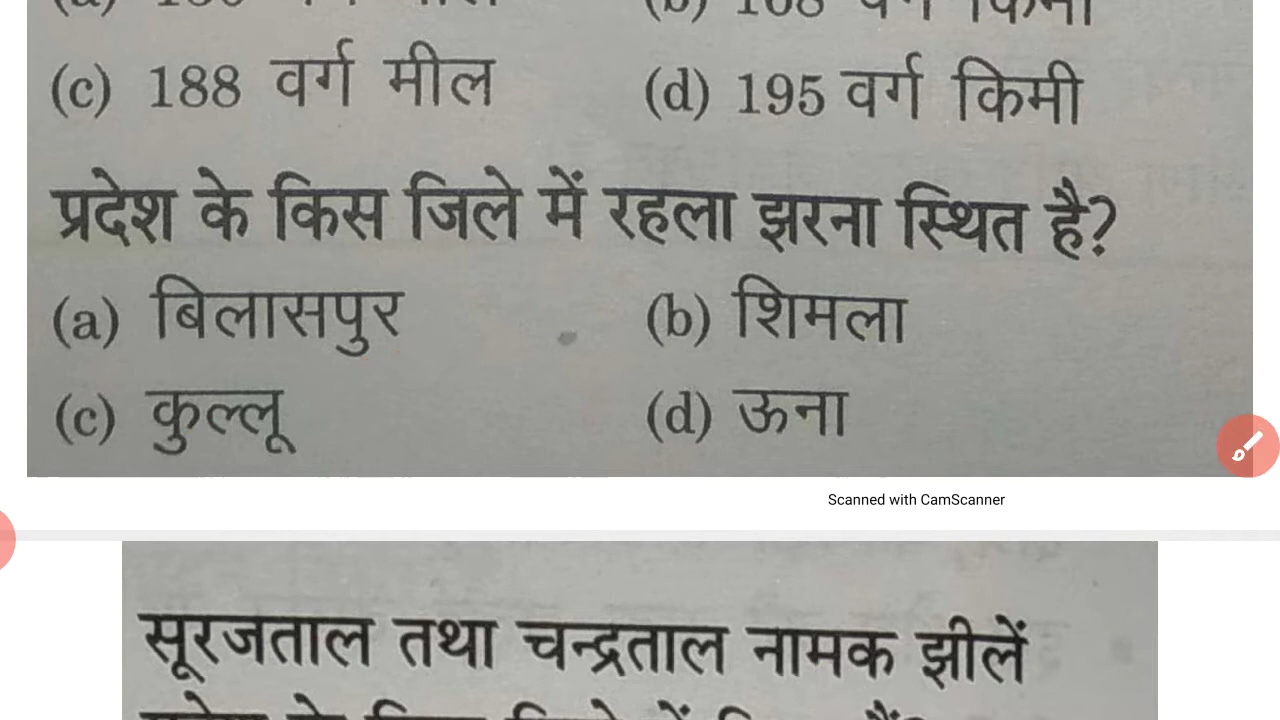 (c) 188 वर्ग मील (d) 195 वर्ग किमी
प्रदेश के किस जिले में रहला झरना स्थित है?
(a) बिलासपुर (b) शिमला
(c) कुल्लू (d) ऊना
Scanned with CamScanner
सूरजताल तथा चन्द्रताल नामक झीलें